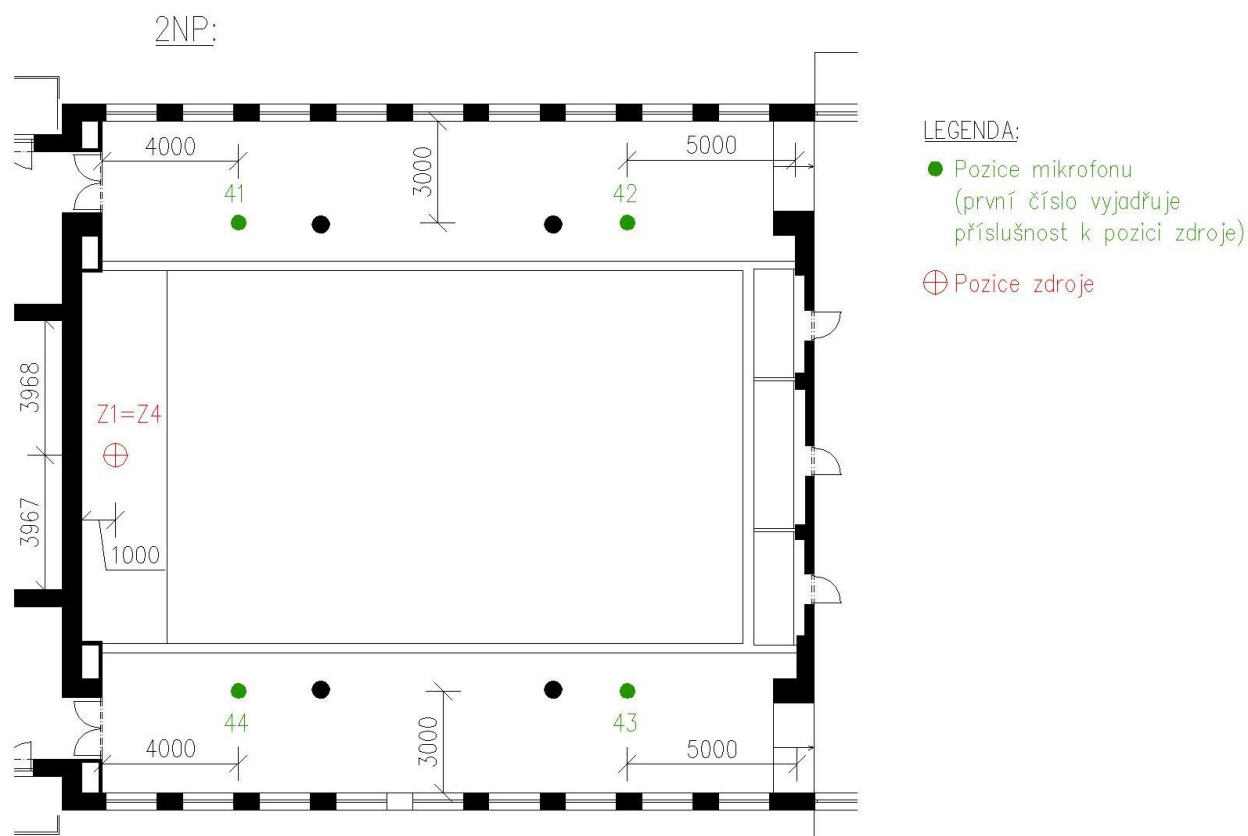 2NP:
4000
3000
5000
41
42
LEGENDA:
Pozice mikrofonu
(první číslo vyjadřuje
příslušnost k pozici zdroje)
Pozice zdroje
3968
Z1=Z4
3967
1000
44
43
4000
3000
5000